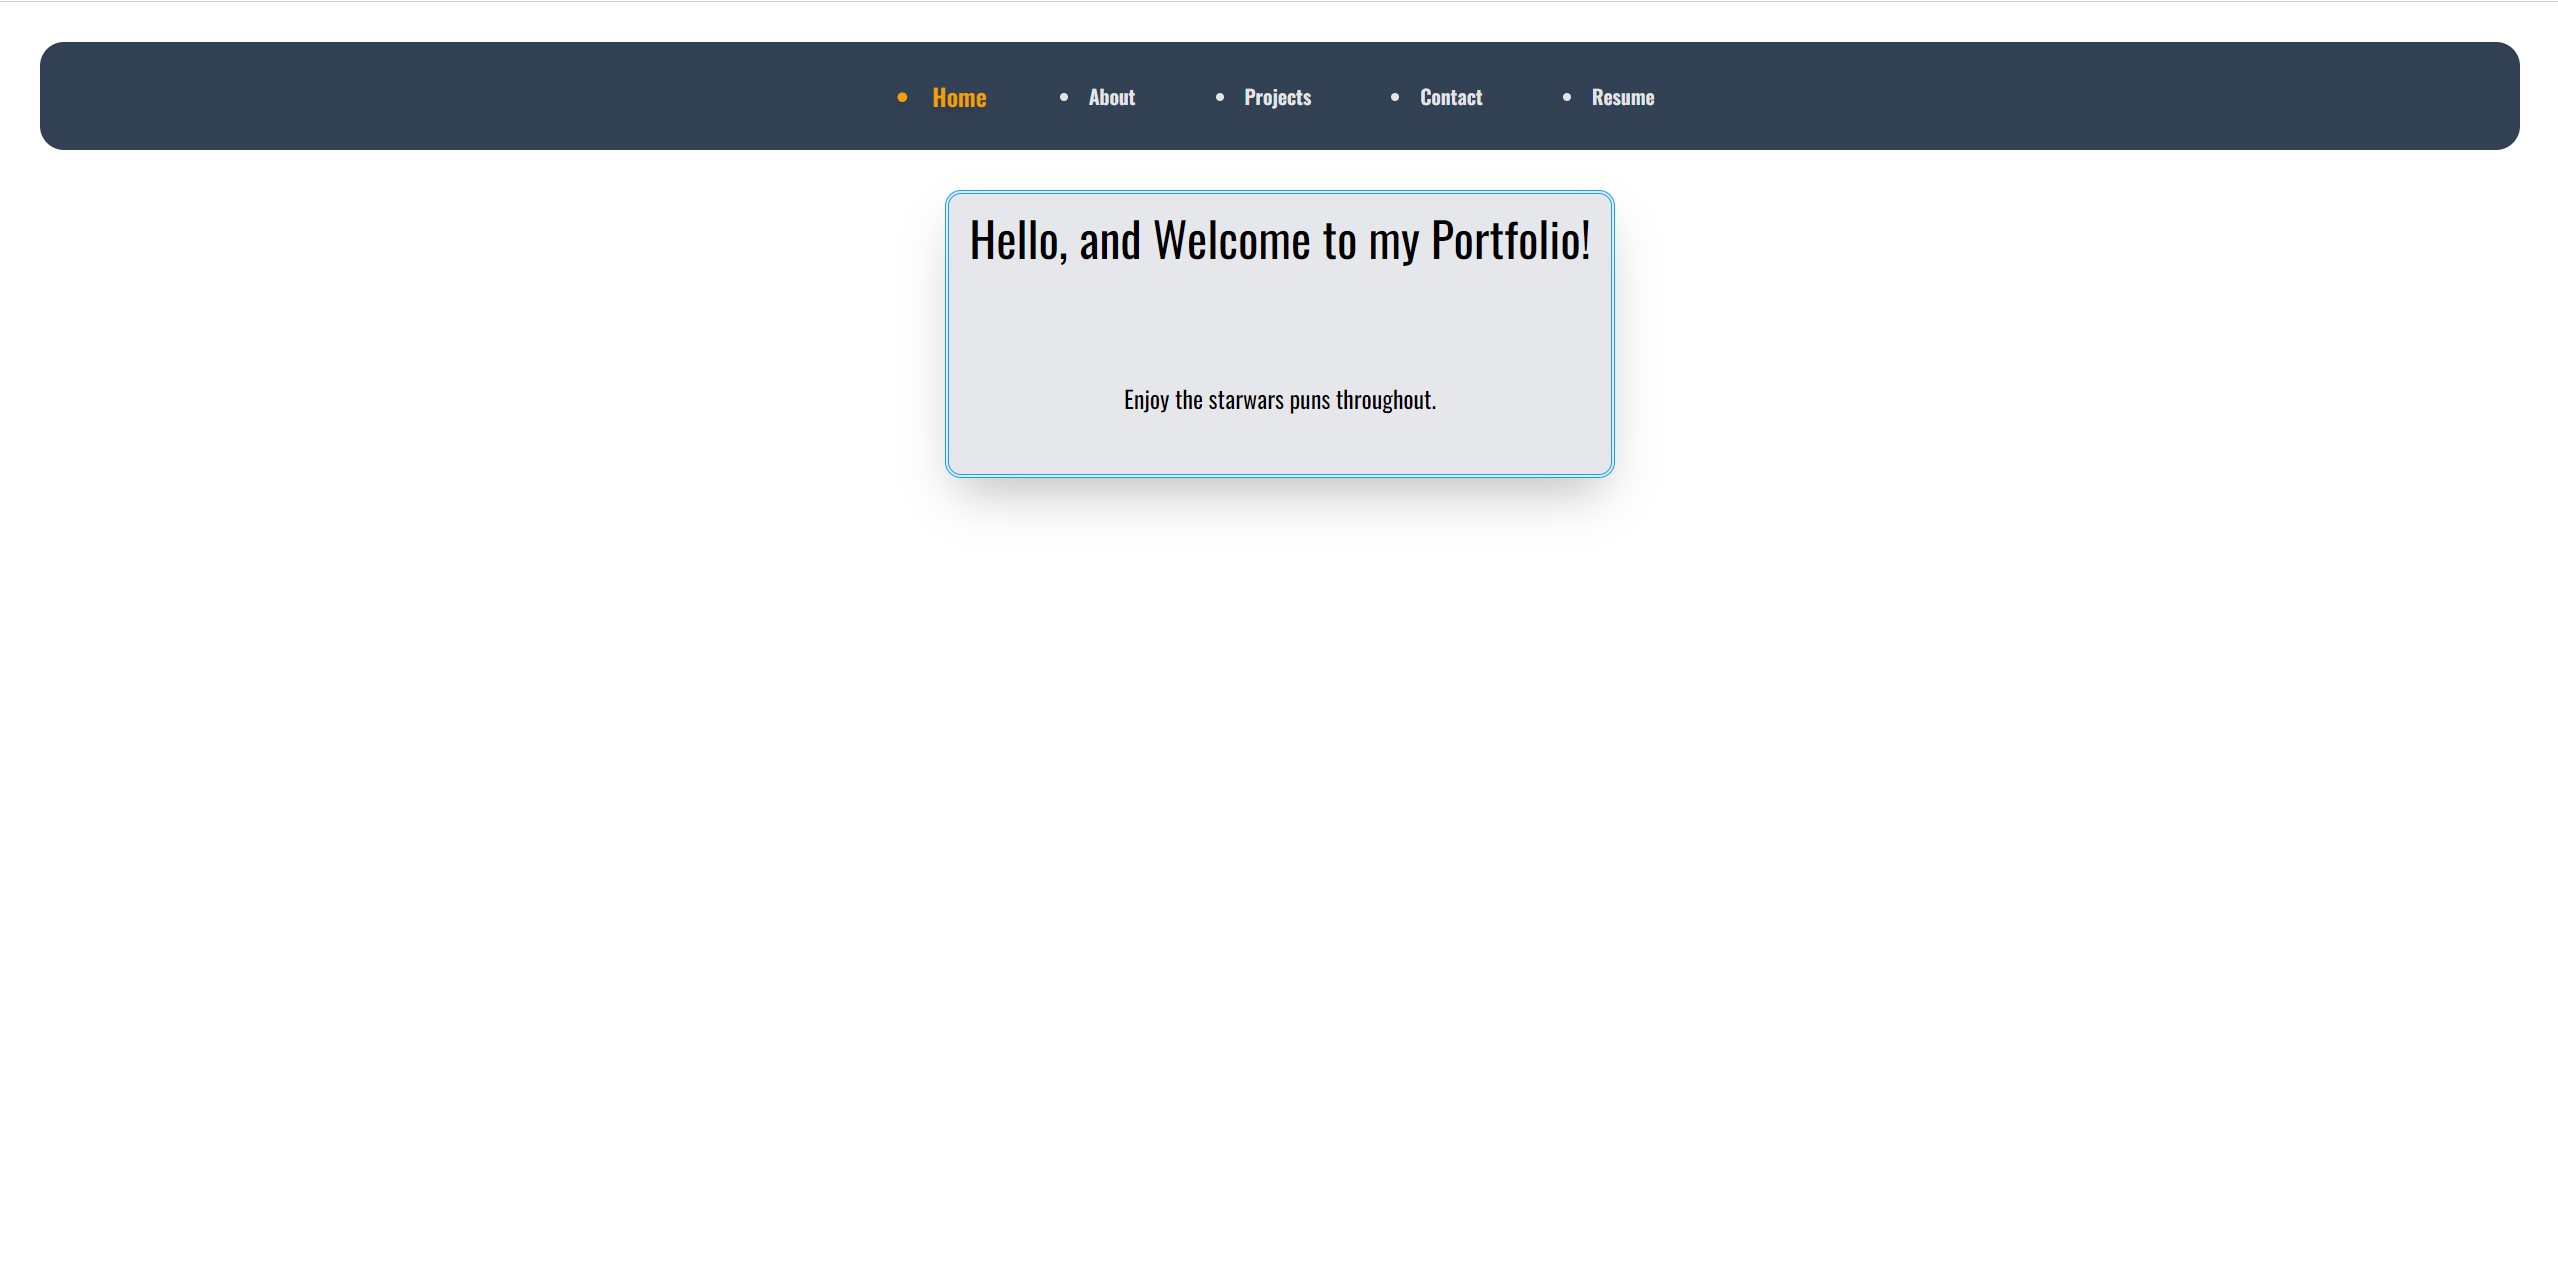 • Home • About • Projects • Contact • Resume
Hello, and Welcome to my Portfolio!
Enjoy the starwars puns throughout.